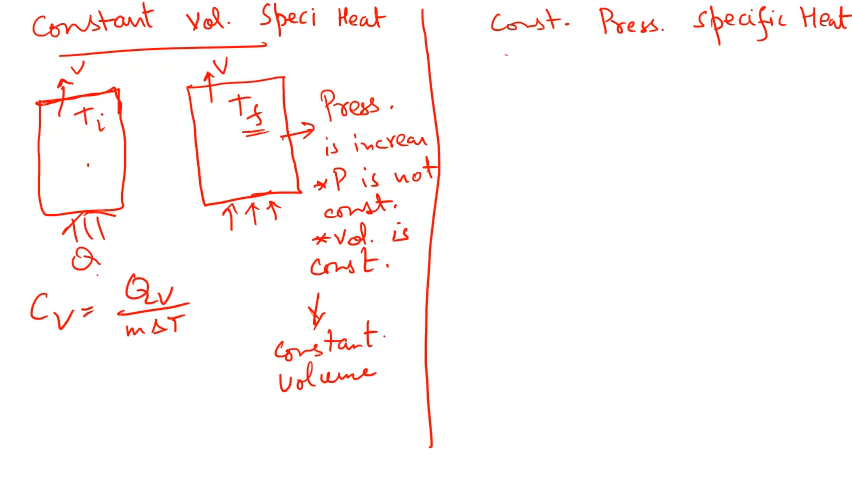 Constant Vol. Speci Heat
V
V
Ti
Tf
Q
Press.
is increas
*P is not
const.
*Vol. is
const.
Constant
Volume
Cv = Qv / mΔT
Const. Press. Specific Heat